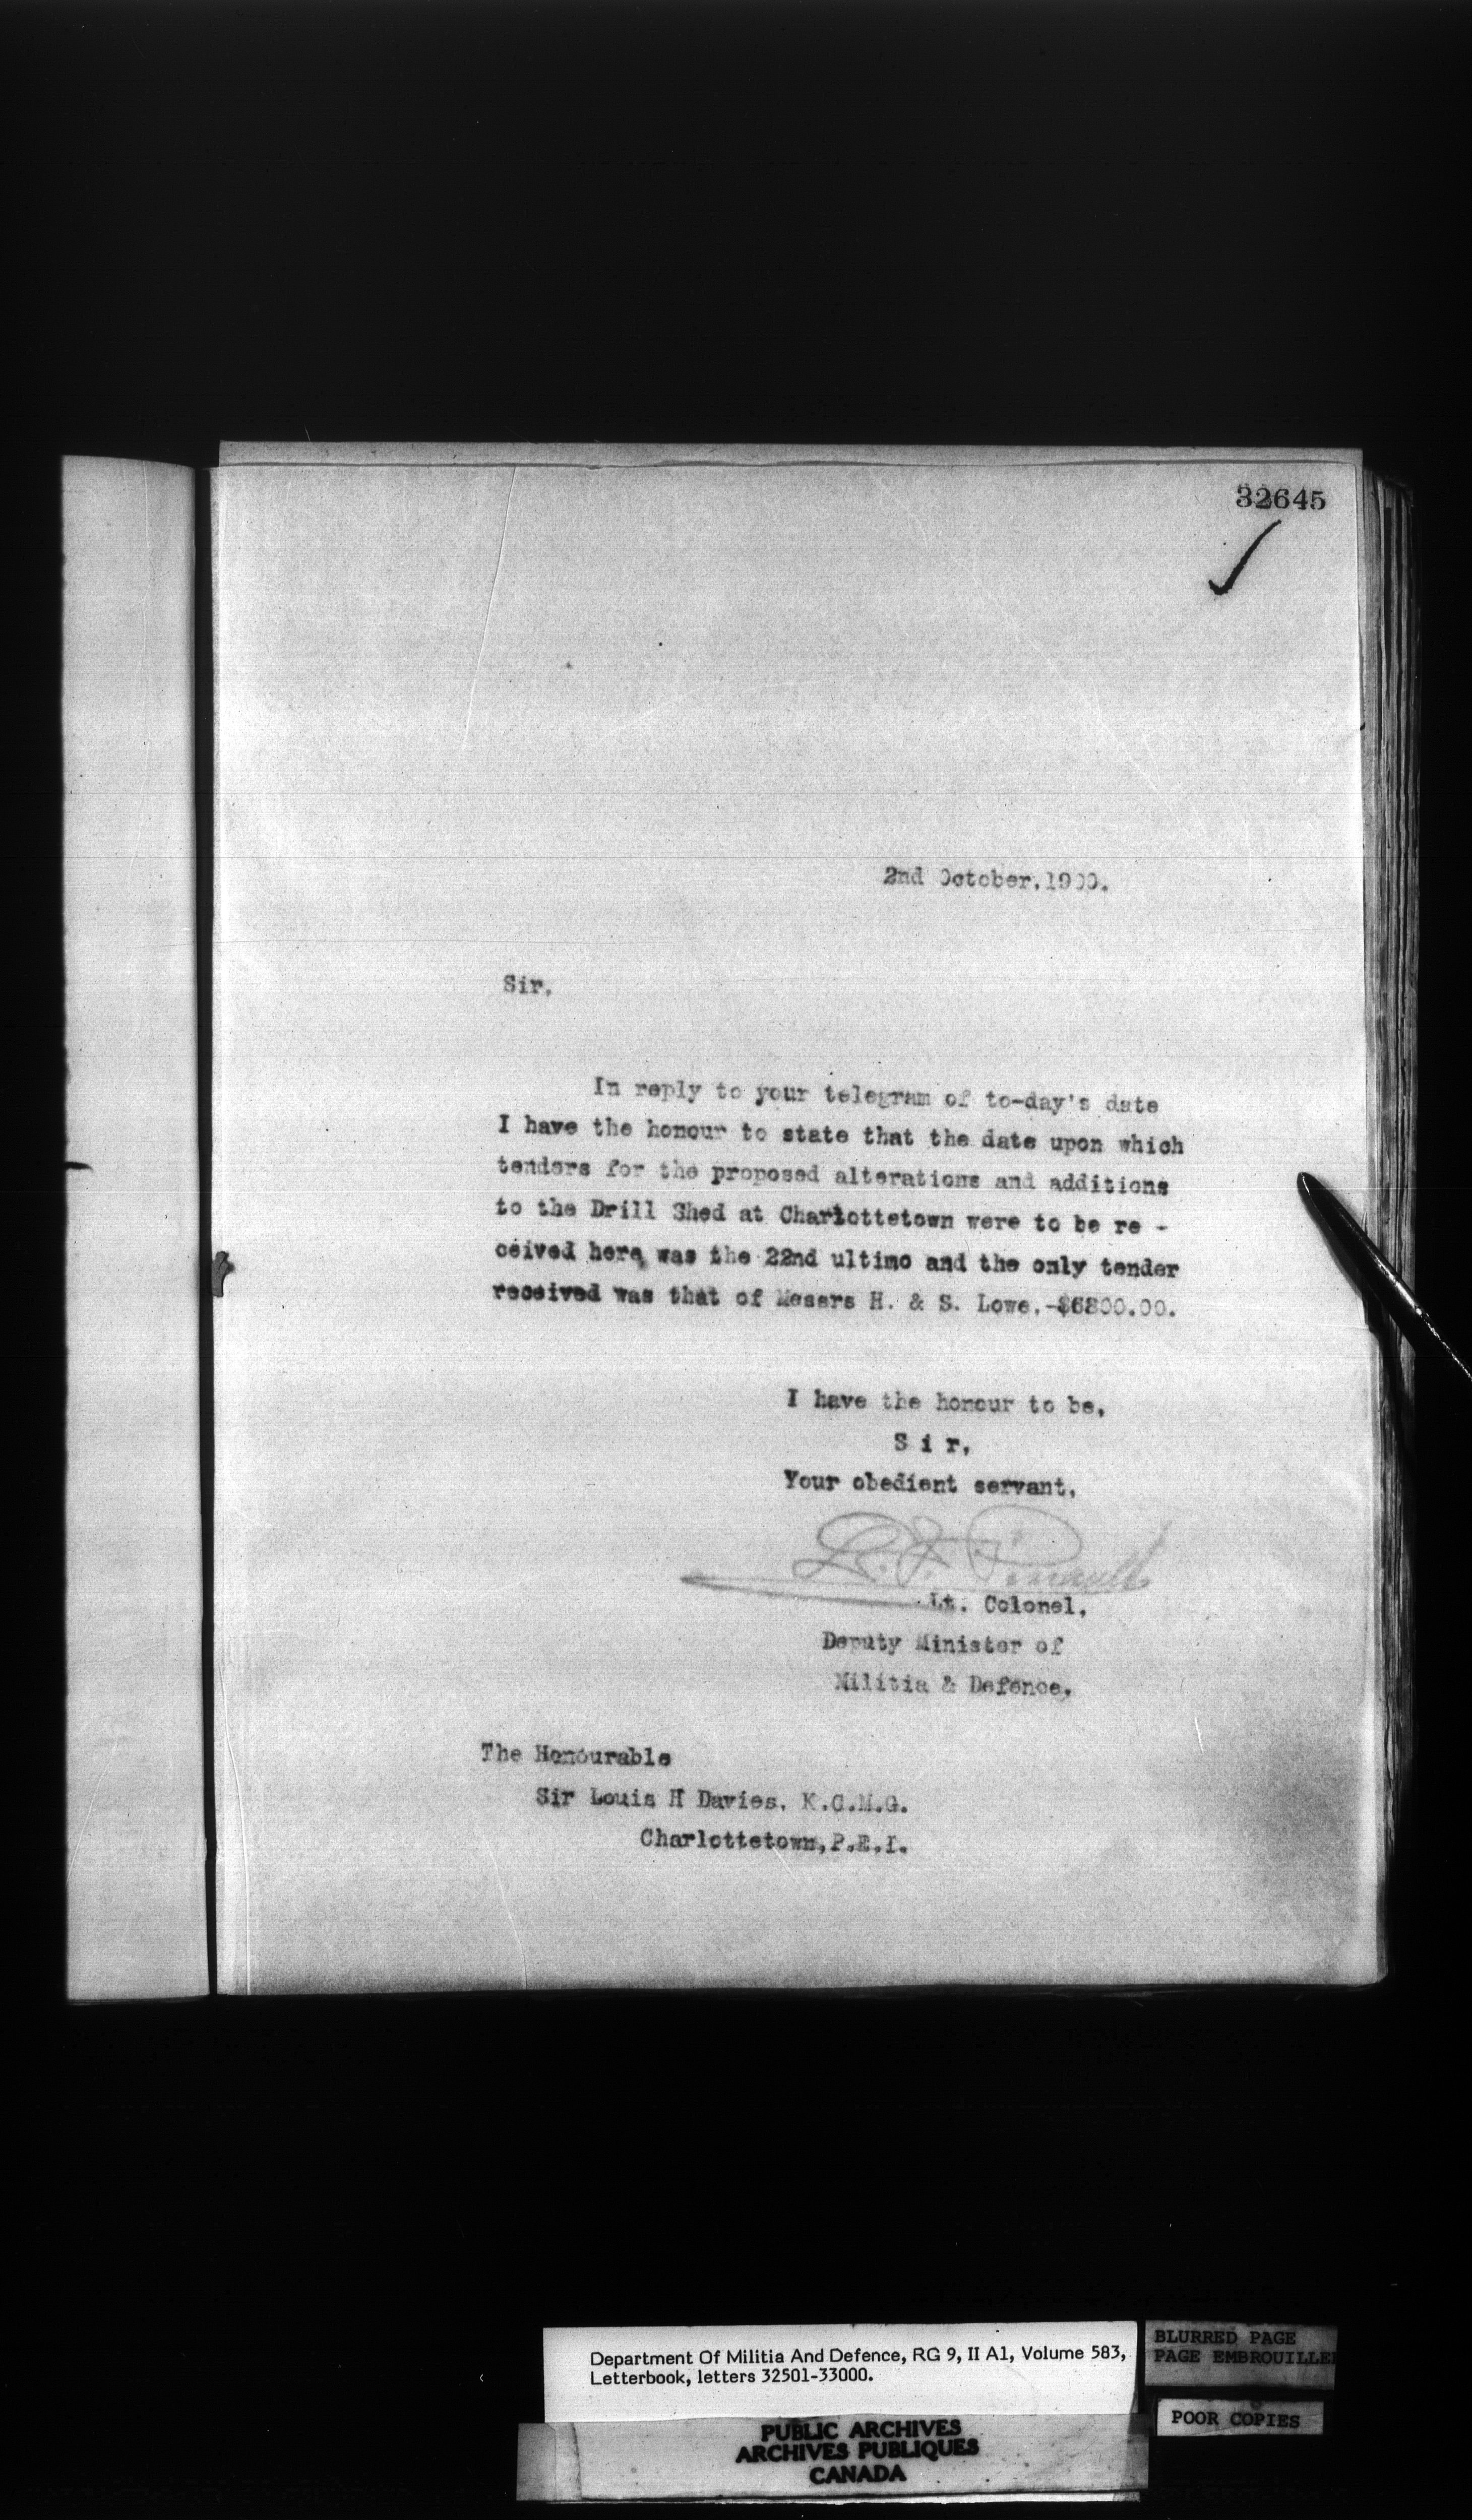 32645
2nd October, 1900.
Sir,
In reply to your telegram of to-day's date
I have the honour to state that the date upon which
tenders for the proposed alterations and additions
to the Drill Shed at Charlottetown were to be re -
ceived here, was the 22nd ultimo and the only tender
received was that of Messrs H. & S. Lowe,-$6800.00.
I have the honour to be,
S i r,
Your obedient servant,
Lt. Colonel,
Deputy Minister of
Militia & Defence.
The Honourable
Sir Louis H Davies, K.C.M.G.
Charlottetown, P.E.I.
Department Of Militia And Defence, RG 9, II A1, Volume 583,
Letterbook, letters 32501-33000.
BLURRED PAGE
PAGE EMBROUILLEE
POOR COPIES
PUBLIC ARCHIVES
ARCHIVES PUBLIQUES
CANADA